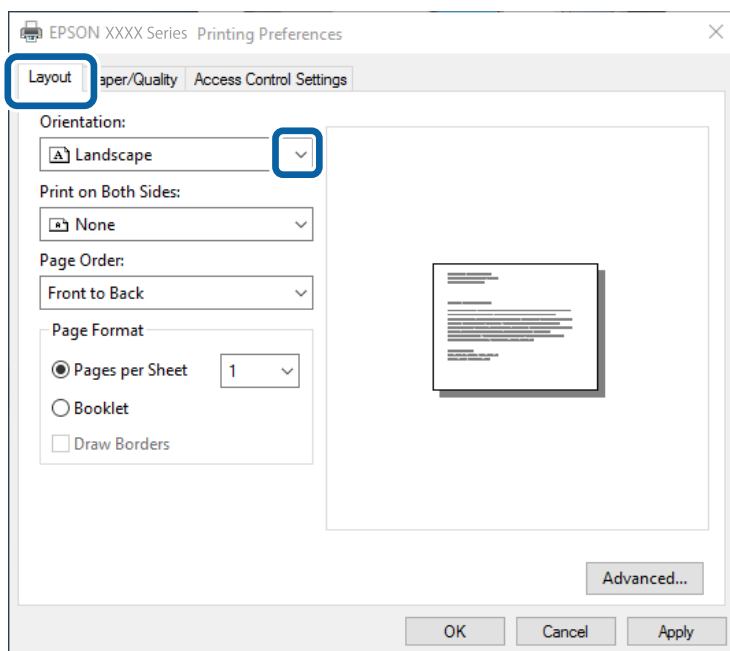 EPSON XXXX Series Printing Preferences
Layout aper/Quality Access Control Settings
Orientation:
Landscape
Print on Both Sides:
None
Page Order:
Front to Back
Page Format
Pages per Sheet 1
Booklet
Draw Borders
Advanced...
OK Cancel Apply